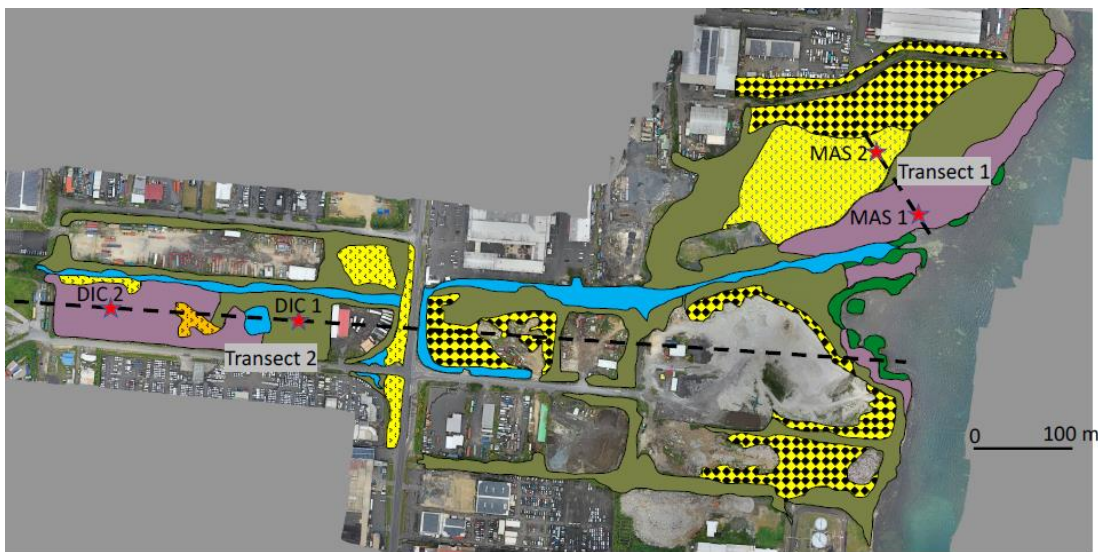 MAS 2
Transect 1
MAS 1
DIC 2
DIC 1
Transect 2
0 100 m